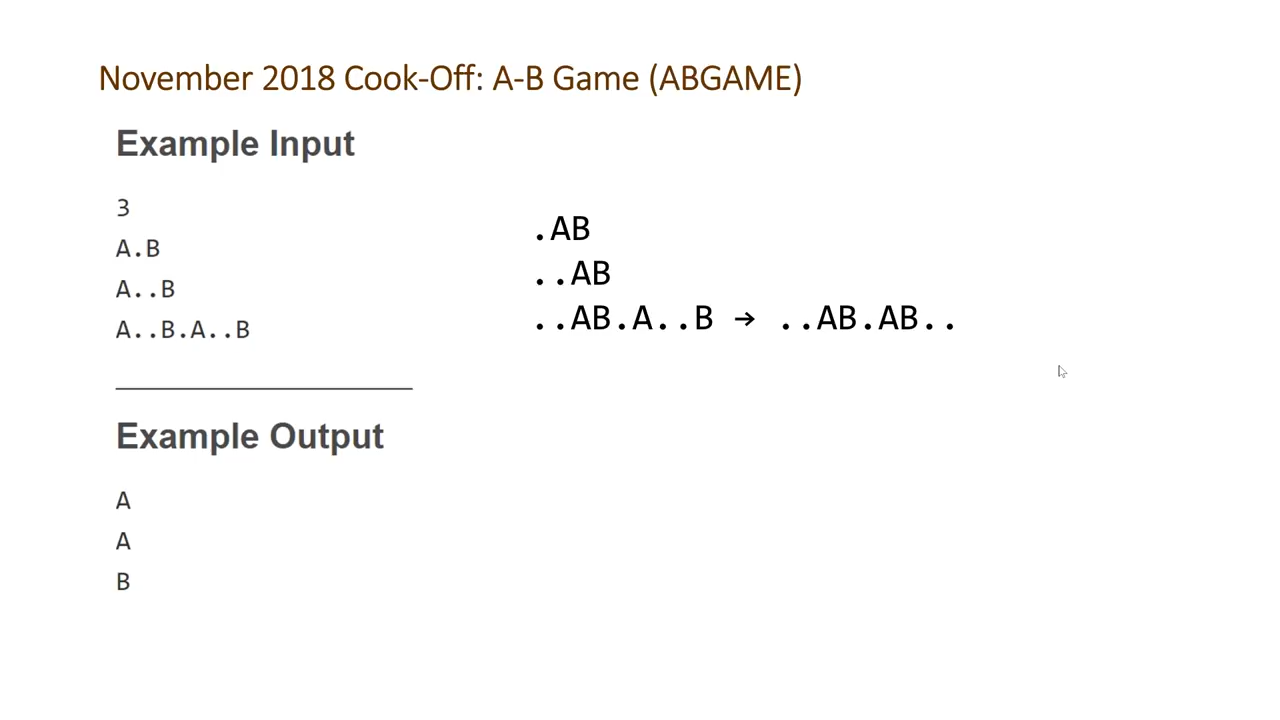 November 2018 Cook-Off: A-B Game (ABGAME)
Example Input
3
A.B
A..B
A..B.A..B
.AB
..AB
..AB.A..B → ..AB.AB..
Example Output
A
A
B